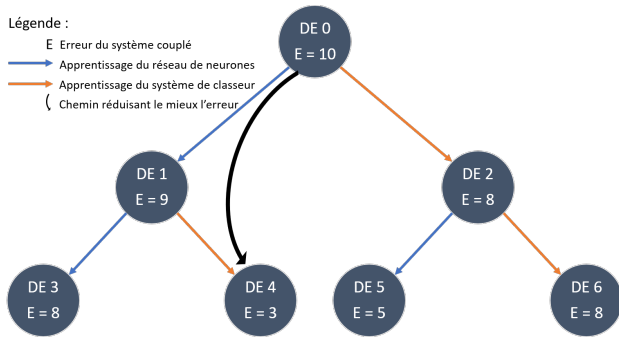 Légende :
E Erreur du système couplé
Apprentissage du réseau de neurones
Apprentissage du système de classeur
Chemin réduisant le mieux l'erreur
DE 0
E = 10
DE 1
E = 9
DE 2
E = 8
DE 3
E = 8
DE 4
E = 3
DE 5
E = 5
DE 6
E = 8